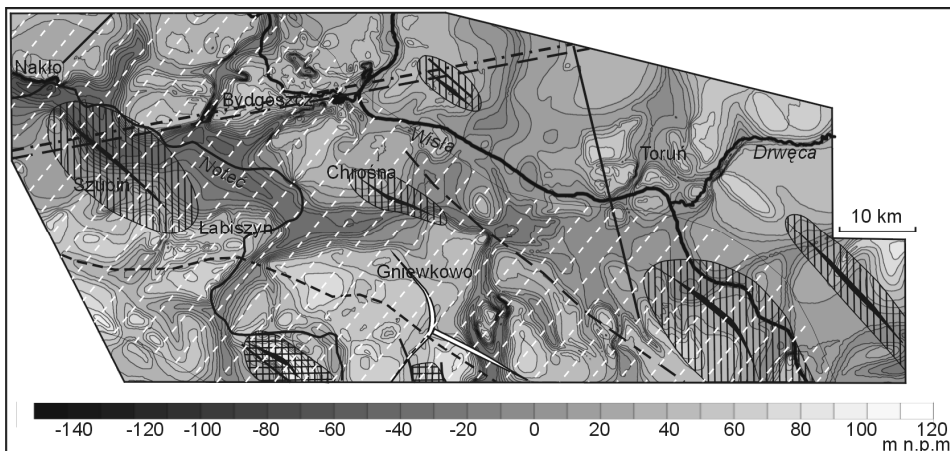 Nakło
Bydgoszcz
Wisła
Toruń
Drwęca
Noteć
Chrośna
Szubin
10 km
Łabiszyn
Gniewkowo
-140 -120 -100 -80 -60 -40 -20 0 20 40 60 80 100 120
m n.p.m